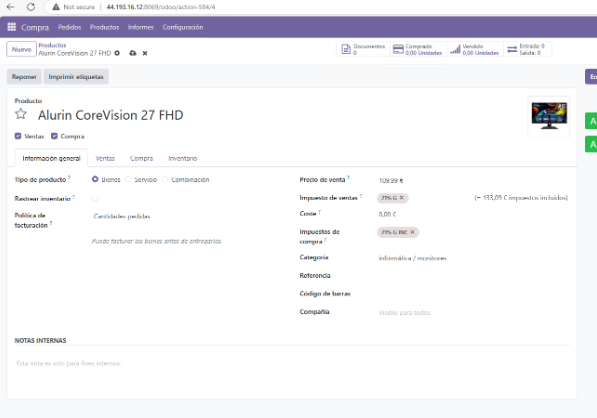 Not secure 44.193.16.12:8069/odoo/action-584/4
Compra Pedidos Productos Informes Configuración
Nuevo Productos
Alurin CoreVision 27 FHD
Documentos 0
Comprado 0,00 Unidades
Vendido 0,00 Unidades
Entrada: 0
Salida: 0
Reponer Imprimir etiquetas
Producto
Alurin CoreVision 27 FHD
Ventas Compra
Información general Ventas Compra Inventario
Tipo de producto ? Bienes Servicio Combinación
Rastrear inventario ?
Política de facturación ? Cantidades pedidas
Puede facturar los bienes antes de entregarlos.
Precio de venta ? 109,99 €
Impuesto de ventas ? 21% G × (= 133,09 € impuestos incluidos)
Coste ? 0,00 €
Impuestos de compra ? 21% G INC ×
Categoría informática / monitores
Referencia
Código de barras
Compañía Visible para todos
NOTAS INTERNAS
Esta nota es solo para fines internos.